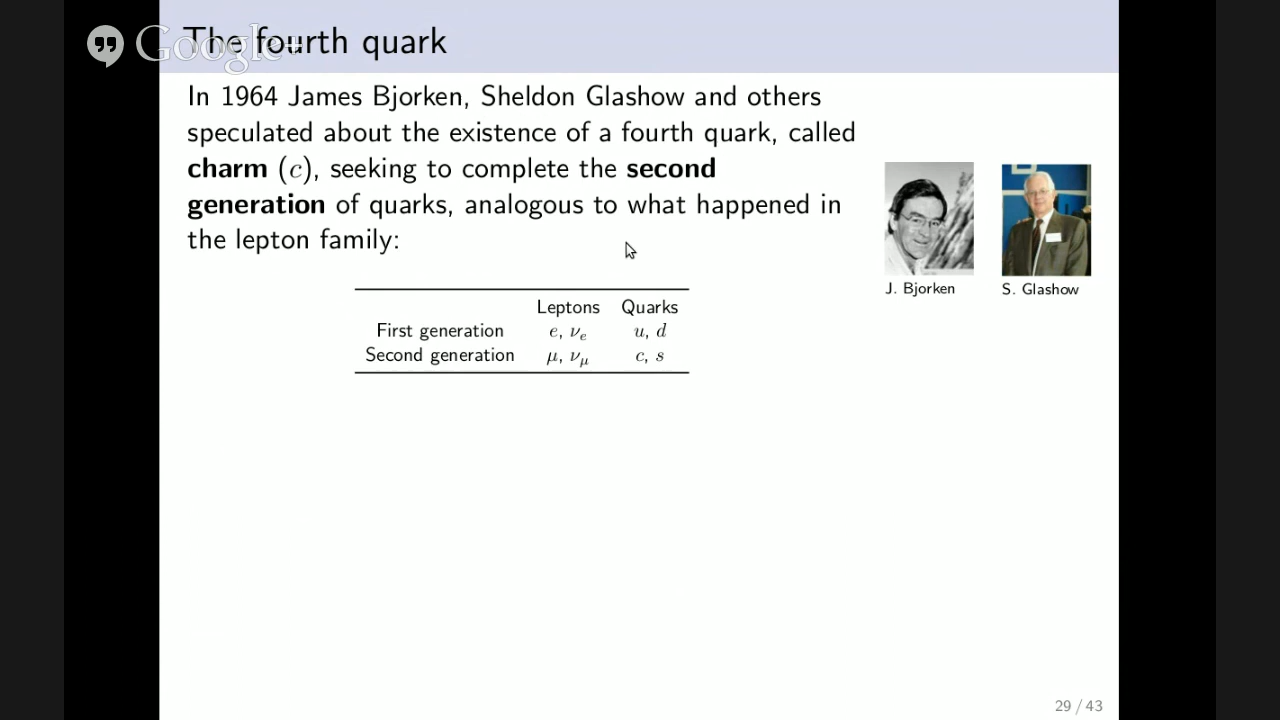 The fourth quark
Google+
In 1964 James Bjorken, Sheldon Glashow and others
speculated about the existence of a fourth quark, called
charm (c), seeking to complete the second
generation of quarks, analogous to what happened in
the lepton family:
J. Bjorken S. Glashow
Leptons Quarks
First generation e, νₑ u, d
Second generation μ, ν_μ c, s
29 / 43